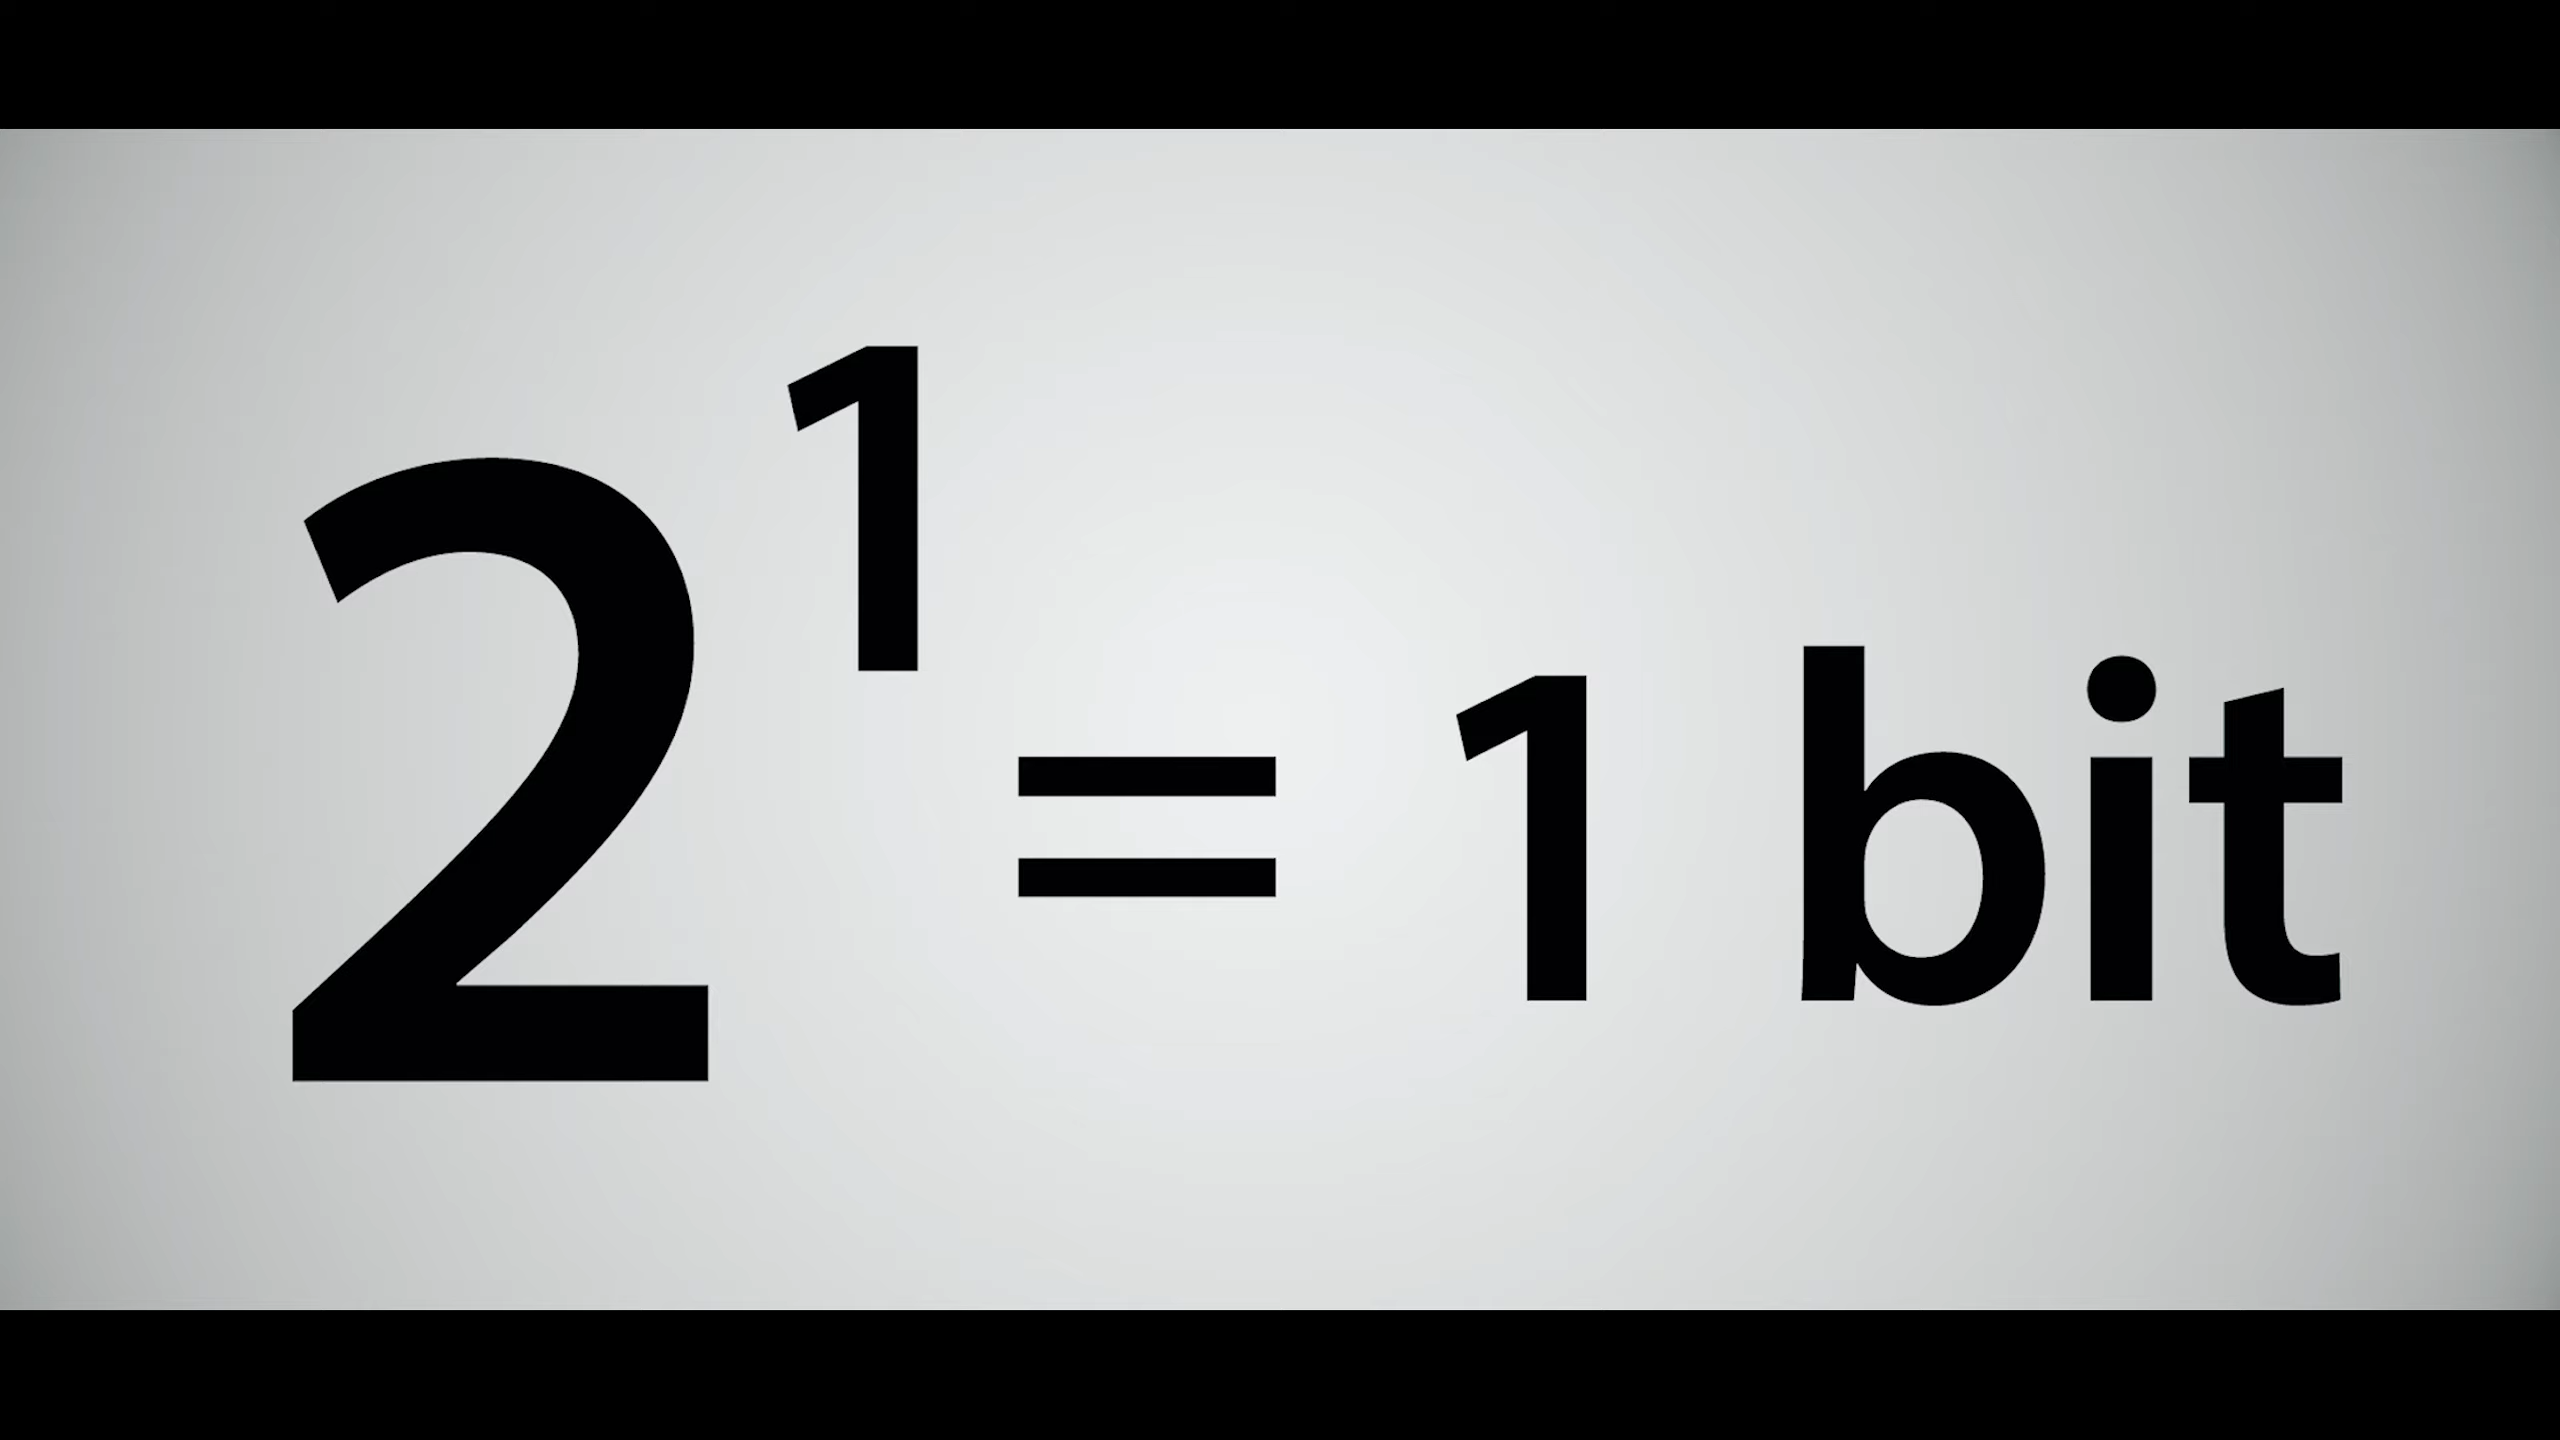 2¹ = 1 bit